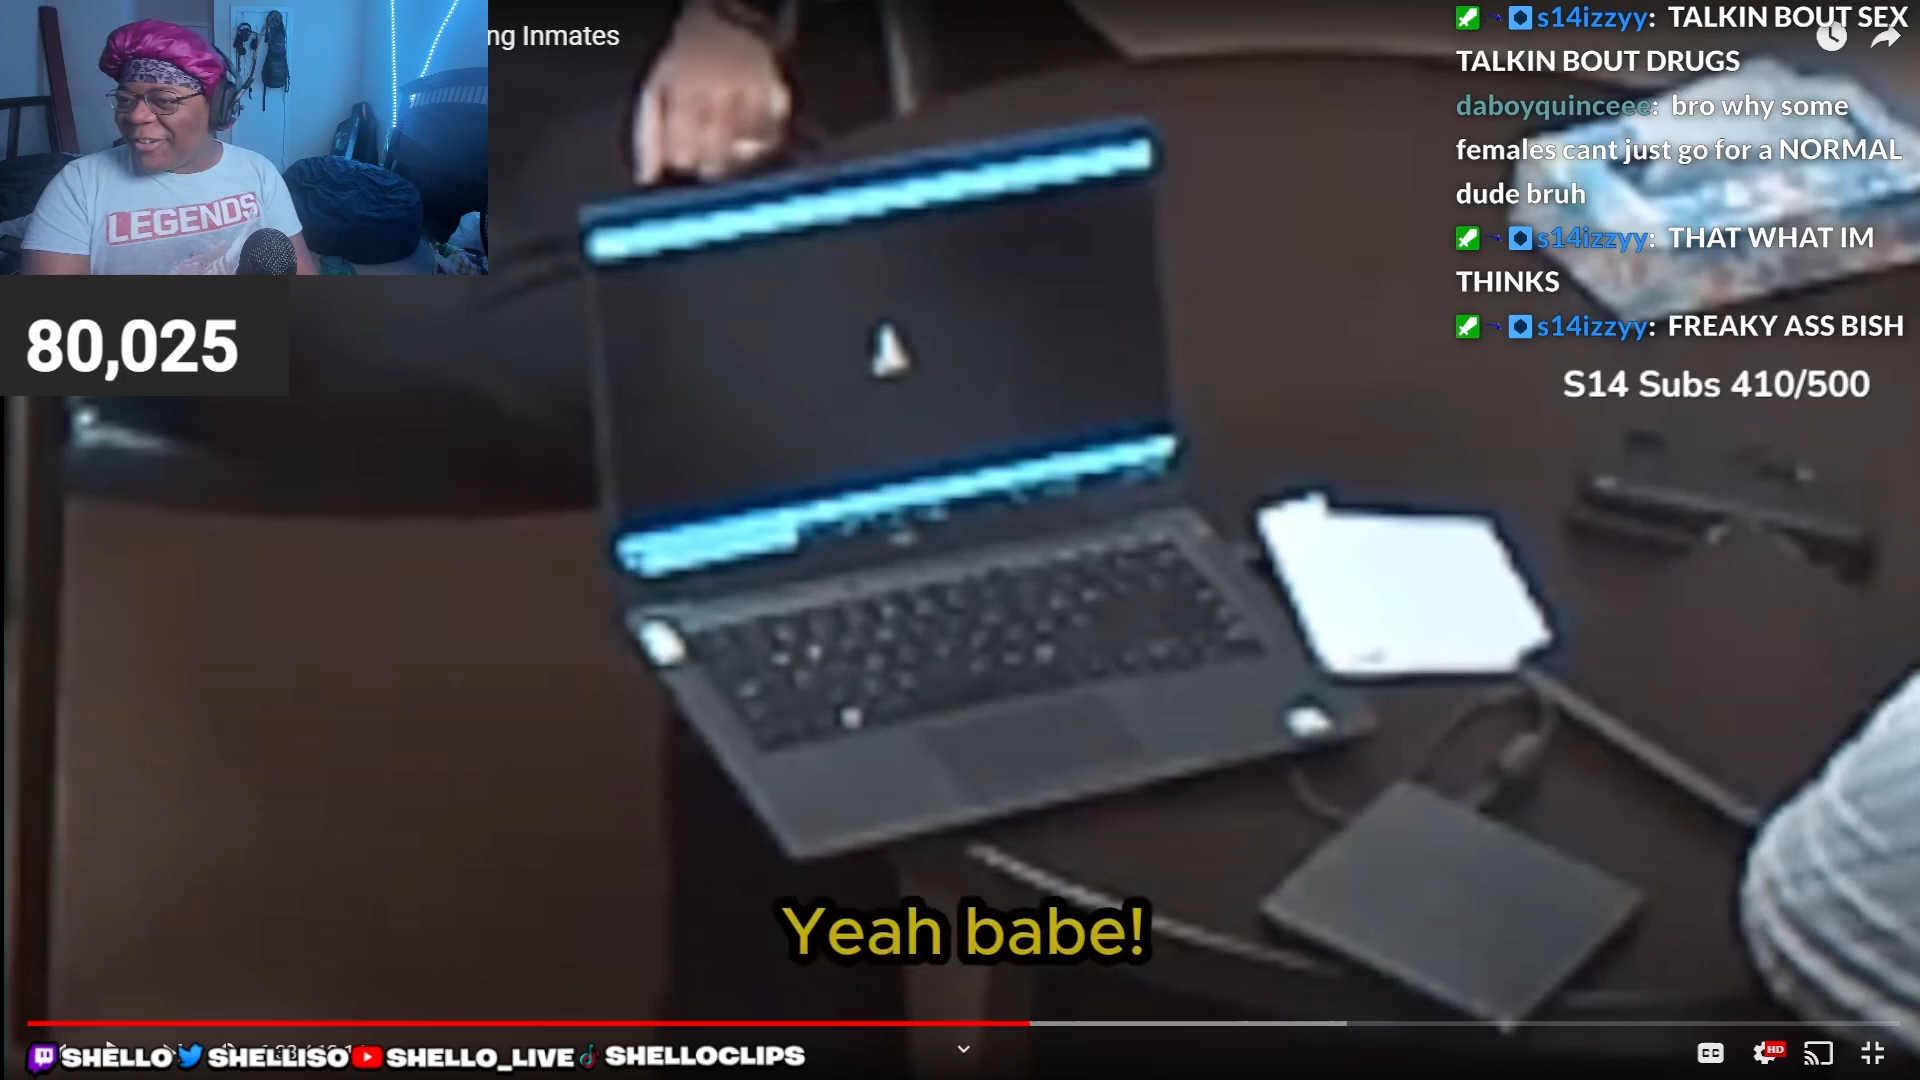 ng Inmates
s14izzyy: TALKIN BOUT SEX
TALKIN BOUT DRUGS
daboyquinceee: bro why some
females cant just go for a NORMAL
dude bruh
s14izzyy: THAT WHAT IM
THINKS
s14izzyy: FREAKY ASS BISH
LEGENDS
80,025
S14 Subs 410/500
Yeah babe!
SHELLO SHELLISO SHELLO_LIVE SHELLOCLIPS
CC HD